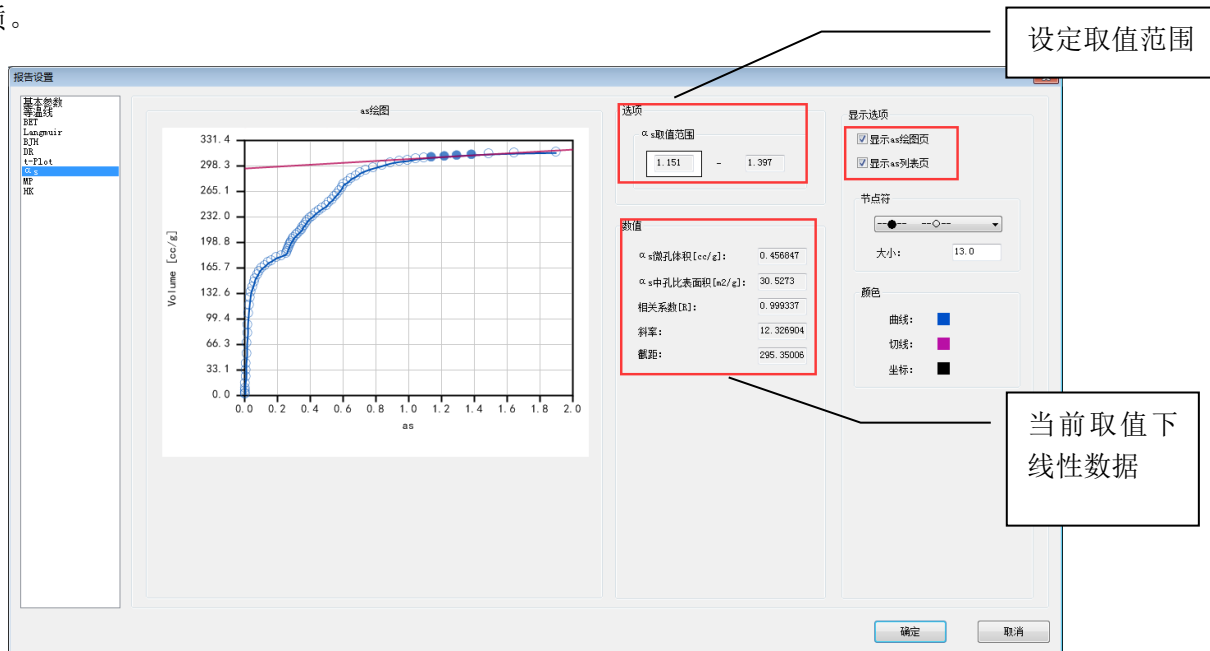 责。
设定取值范围
报告设置
基本参数
等温线
BET
Langmuir
BJH
DR
t-Plot
αs
MP
HK
as绘图
331.4
298.3
265.1
232.0
198.8
165.7
132.6
99.4
66.3
33.1
0.0
Volume [cc/g]
0.0 0.2 0.4 0.6 0.8 1.0 1.2 1.4 1.6 1.8 2.0
as
选项
αs取值范围
1.151 - 1.397
数值
αs微孔体积[cc/g]: 0.456847
αs中孔比表面积[m2/g]: 30.5273
相关系数[R]: 0.999337
斜率: 12.326904
截距: 295.35006
显示选项
显示as绘图页
显示as列表页
节点符
大小: 13.0
颜色
曲线:
切线:
坐标:
当前取值下
线性数据
确定 取消